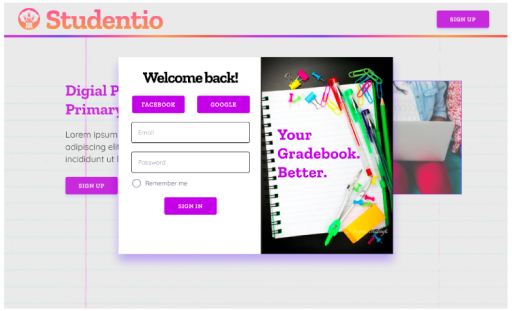 Studentio
SIGN UP
Digial P
Primary
Lorem ipsum
adipiscing elit
incididunt ut l
SIGN UP
Welcome back!
FACEBOOK
GOOGLE
Email
Password
Remember me
SIGN IN
Your
Gradebook.
Better.